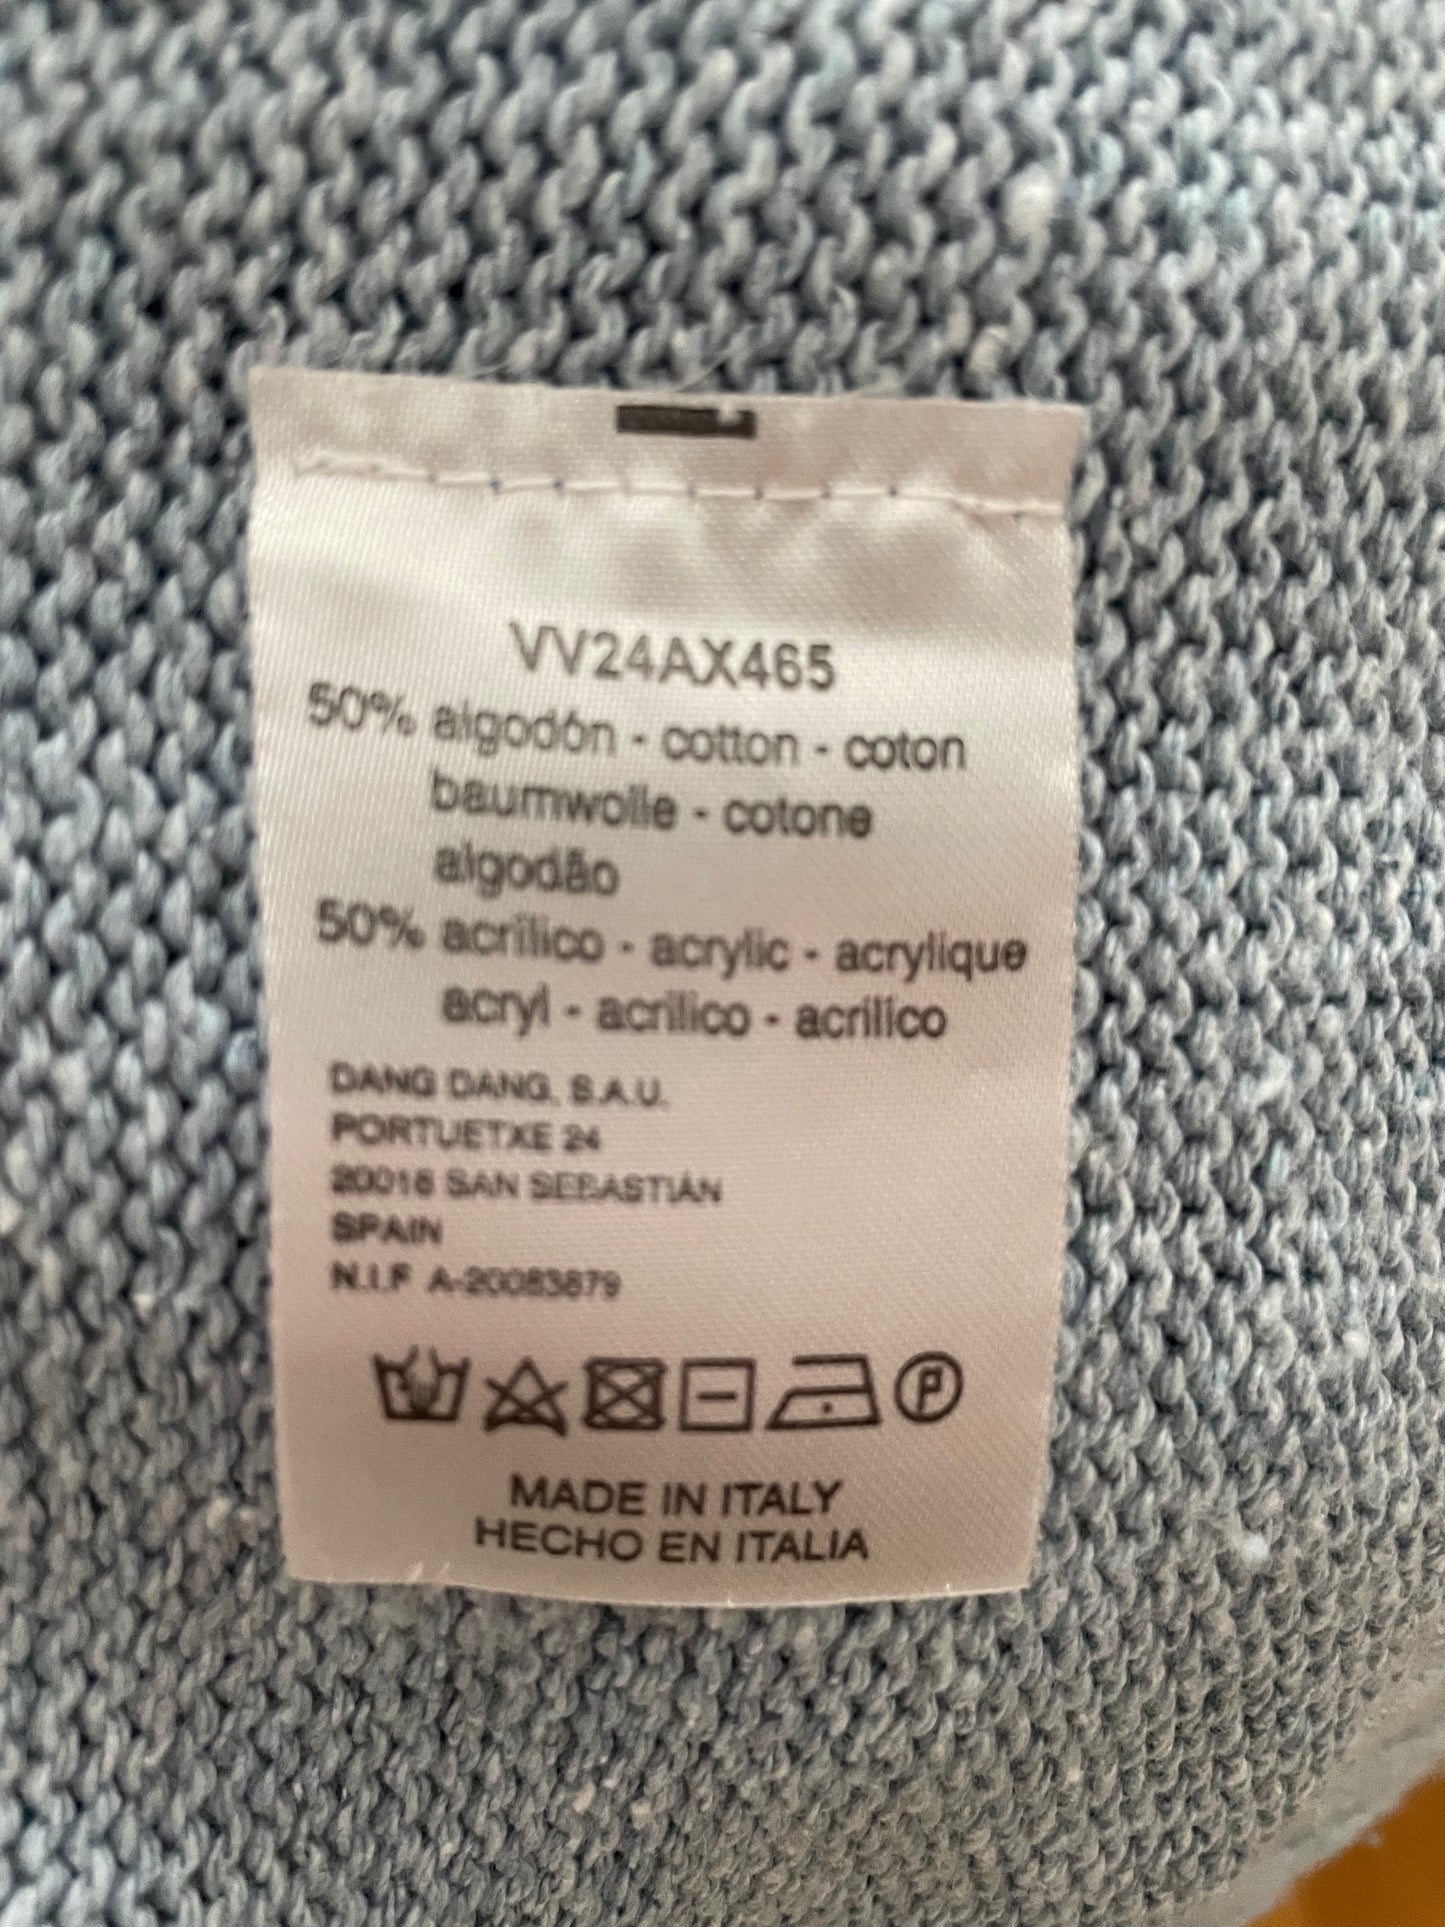 VV24AX465
50% algodón - cotton - coton
baumwolle - cotone
algodão
50% acrílico - acrylic - acrylique
acryl - acrilico - acrílico
DANG DANG, S.A.U.
PORTUETXE 24
20018 SAN SEBASTIÁN
SPAIN
N.I.F A-20083879
P
MADE IN ITALY
HECHO EN ITALIA